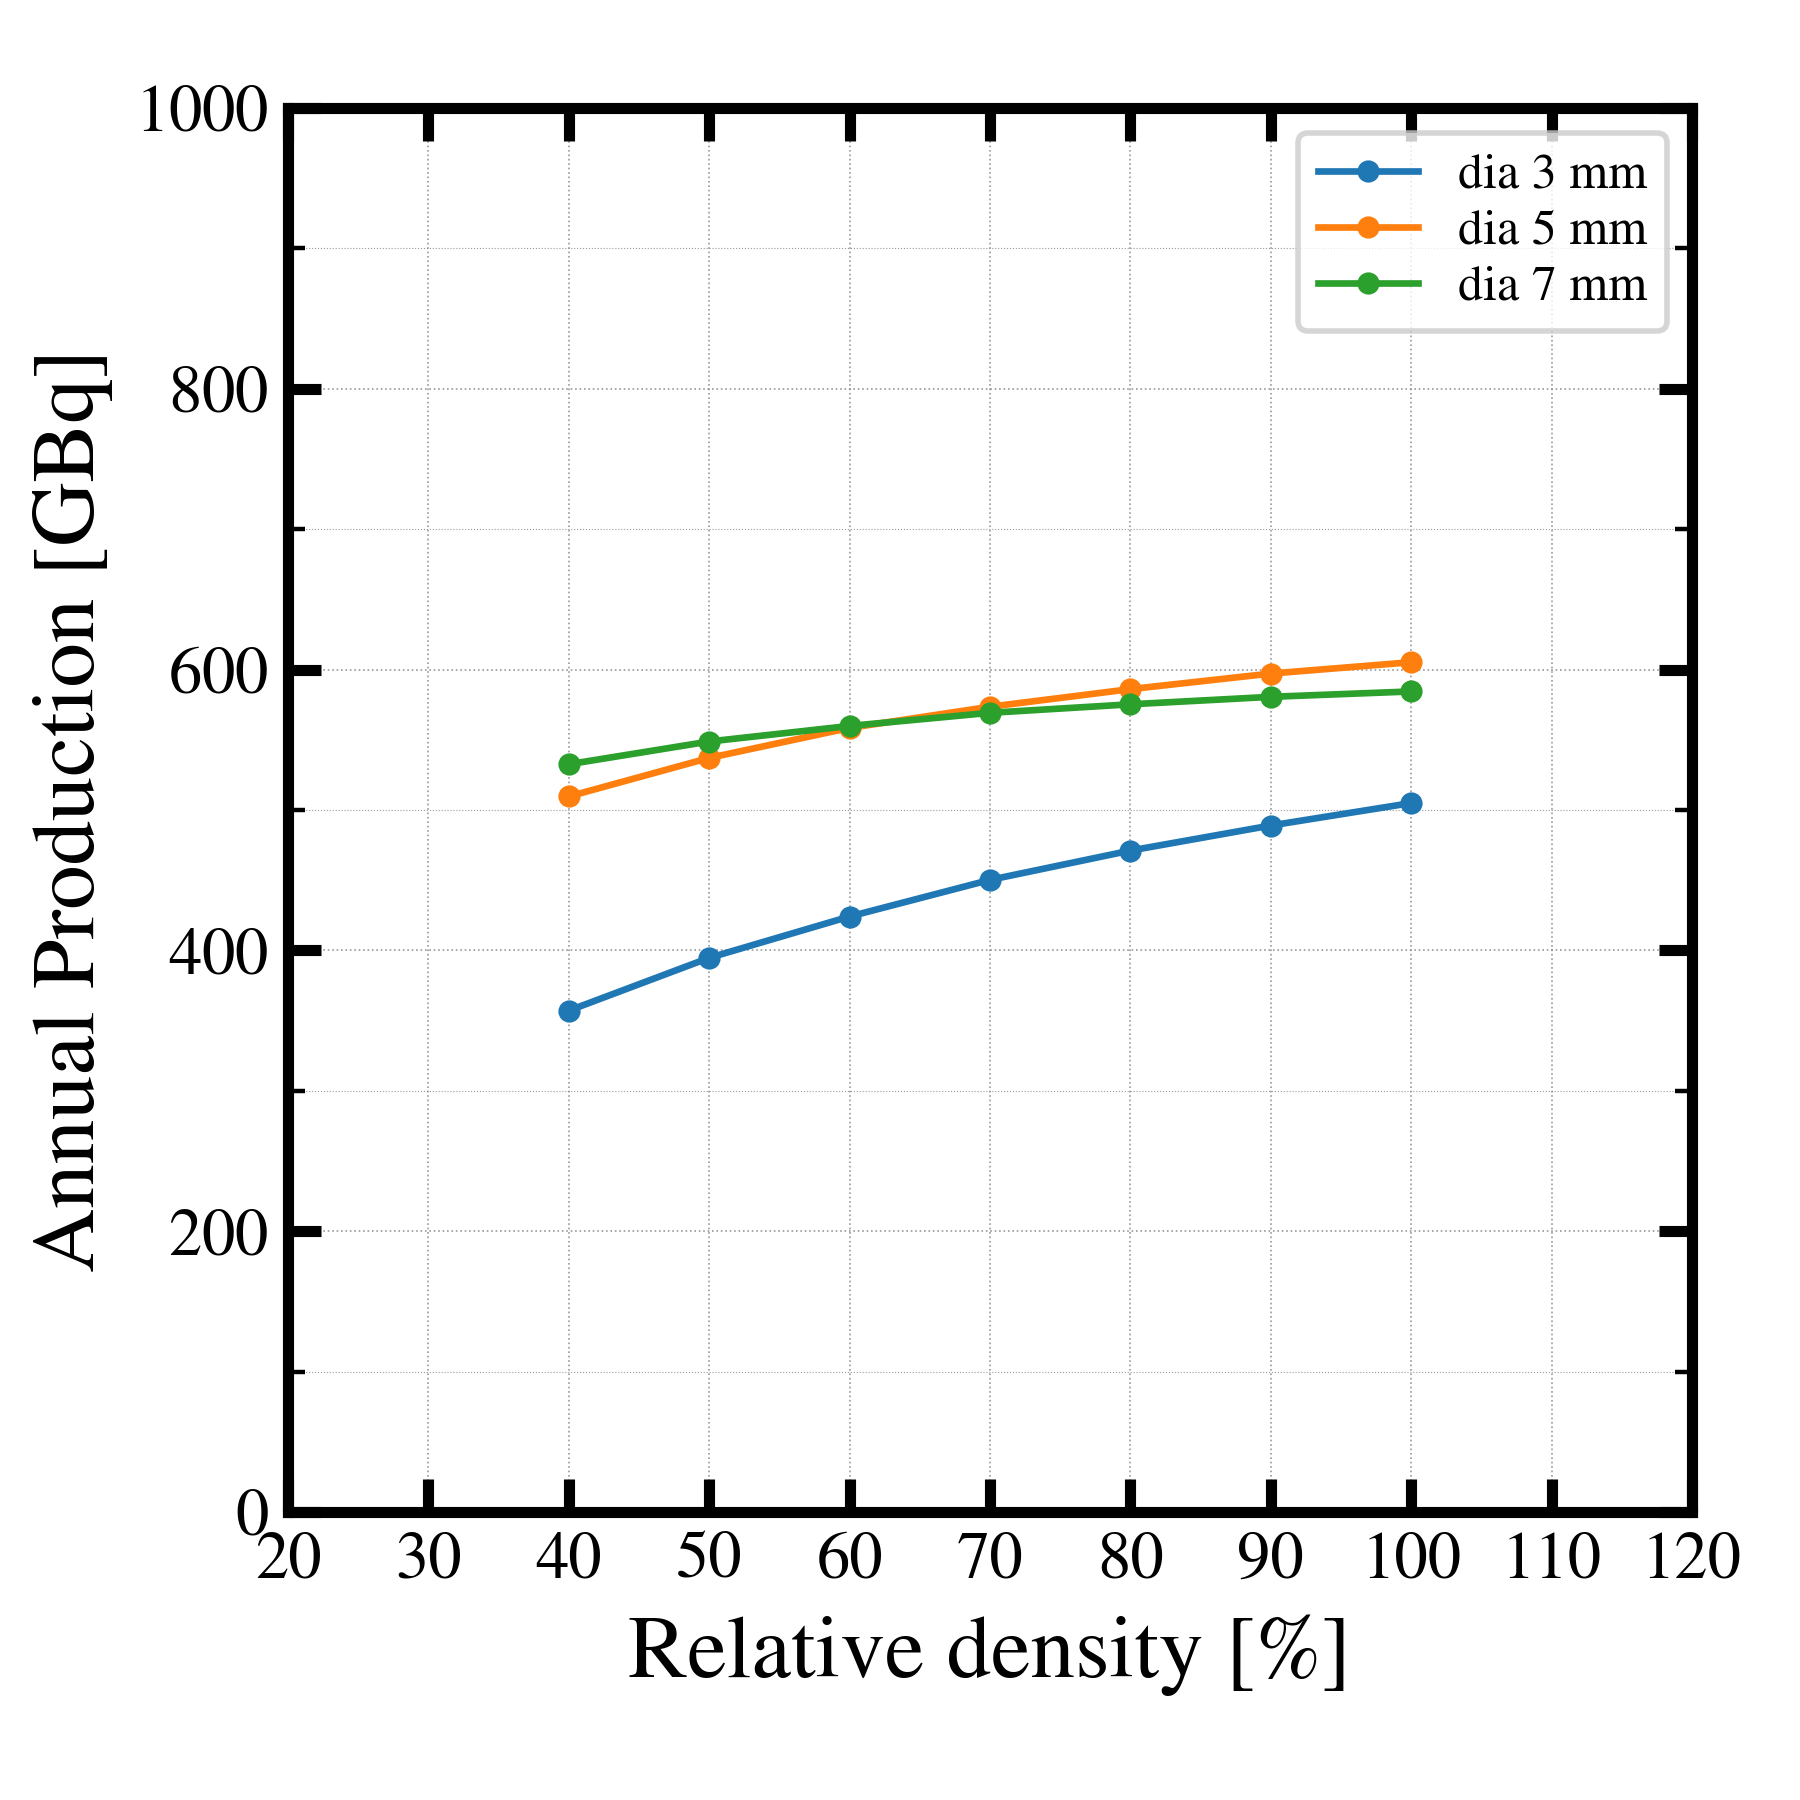 1000
800
600
400
200
0
20 30 40 50 60 70 80 90 100 110 120
Annual Production [GBq]
Relative density [%]
dia 3 mm
dia 5 mm
dia 7 mm